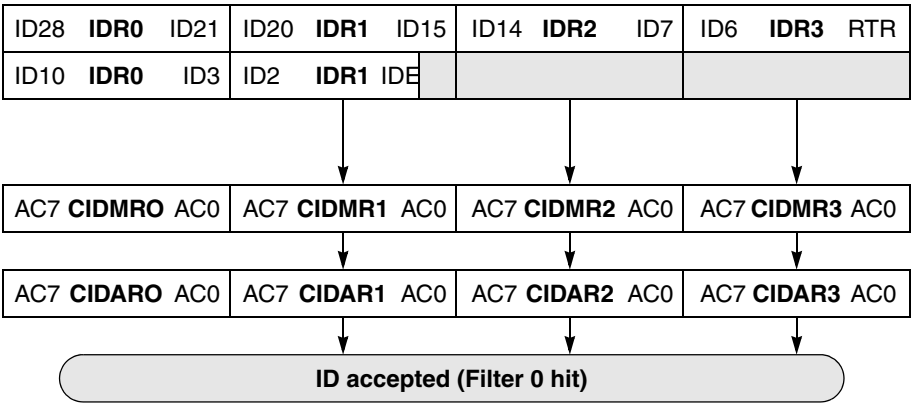 ID28 IDR0 ID21 ID20 IDR1 ID15 ID14 IDR2 ID7 ID6 IDR3 RTR
ID10 IDR0 ID3 ID2 IDR1 IDE
AC7 CIDMRO AC0 AC7 CIDMR1 AC0 AC7 CIDMR2 AC0 AC7 CIDMR3 AC0
AC7 CIDARO AC0 AC7 CIDAR1 AC0 AC7 CIDAR2 AC0 AC7 CIDAR3 AC0
ID accepted (Filter 0 hit)